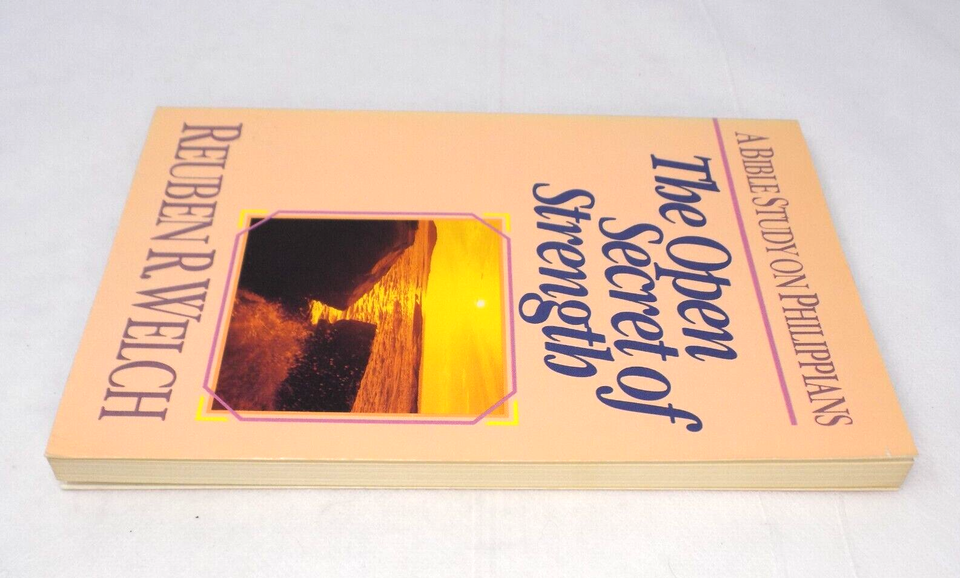 A BIBLE STUDY ON PHILIPPIANS
The Open
Secret of
Strength
REUBEN R. WELCH